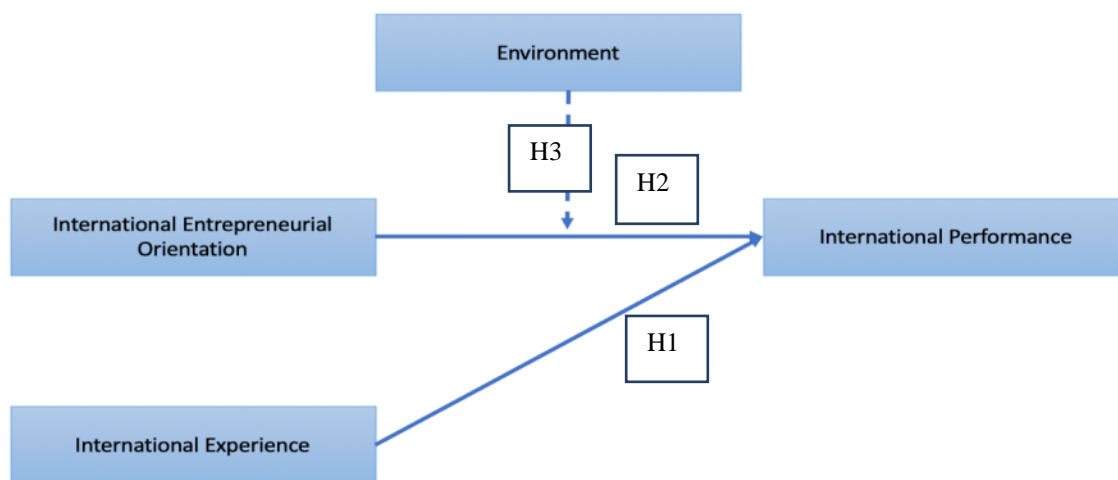 Environment
H3
H2
International Entrepreneurial
Orientation
International Performance
H1
International Experience